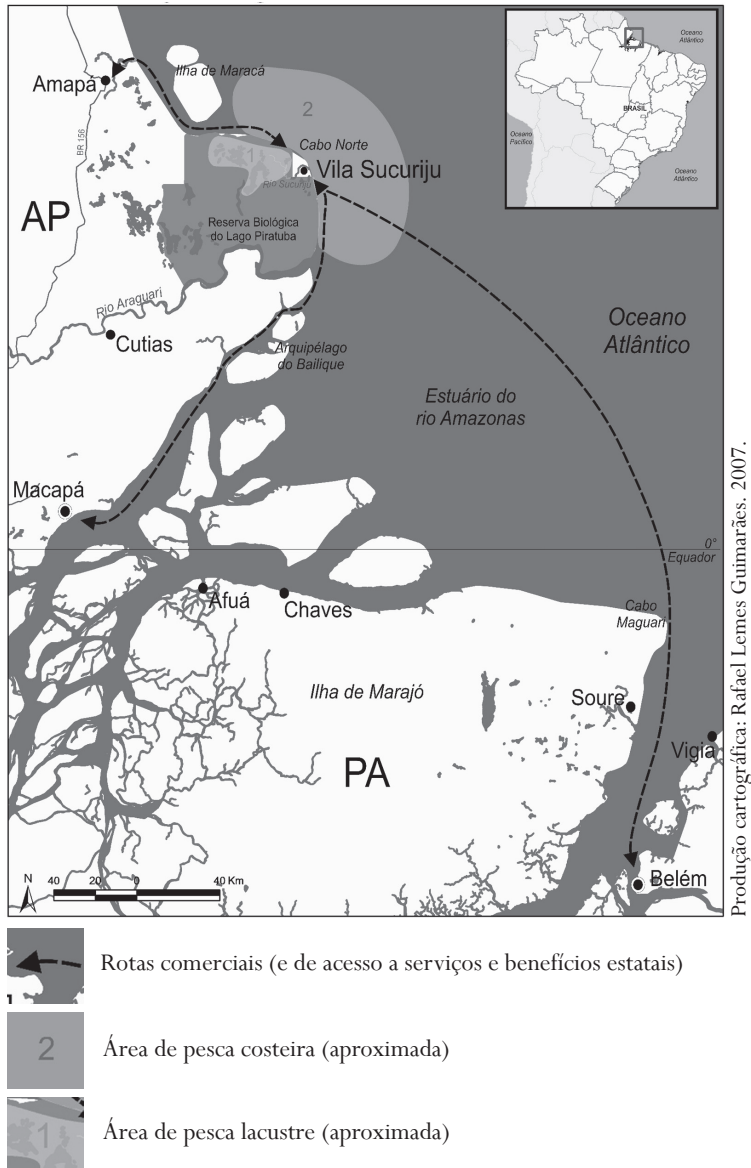 Amapá
Ilha de Maracá
BR 156
2
Cabo Norte
Vila Sucuriju
1
Rio Sucuriju
AP
Reserva Biológica
do Lago Piratuba
Rio Araguari
Cutias
Arquipélago
do Bailique
Oceano
Atlântico
Estuário do
rio Amazonas
Macapá
0°
Equador
Afuá
Chaves
Cabo
Maguari
Ilha de Marajó
Soure
Vigia
PA
Belém
N
40 20 0 40 Km
Oceano
Atlântico
BRASIL
Oceano
Pacífico
Oceano
Atlântico
Produção cartográfica: Rafael Lemes Guimarães. 2007.
Rotas comerciais (e de acesso a serviços e benefícios estatais)
2
Área de pesca costeira (aproximada)
1
Área de pesca lacustre (aproximada)